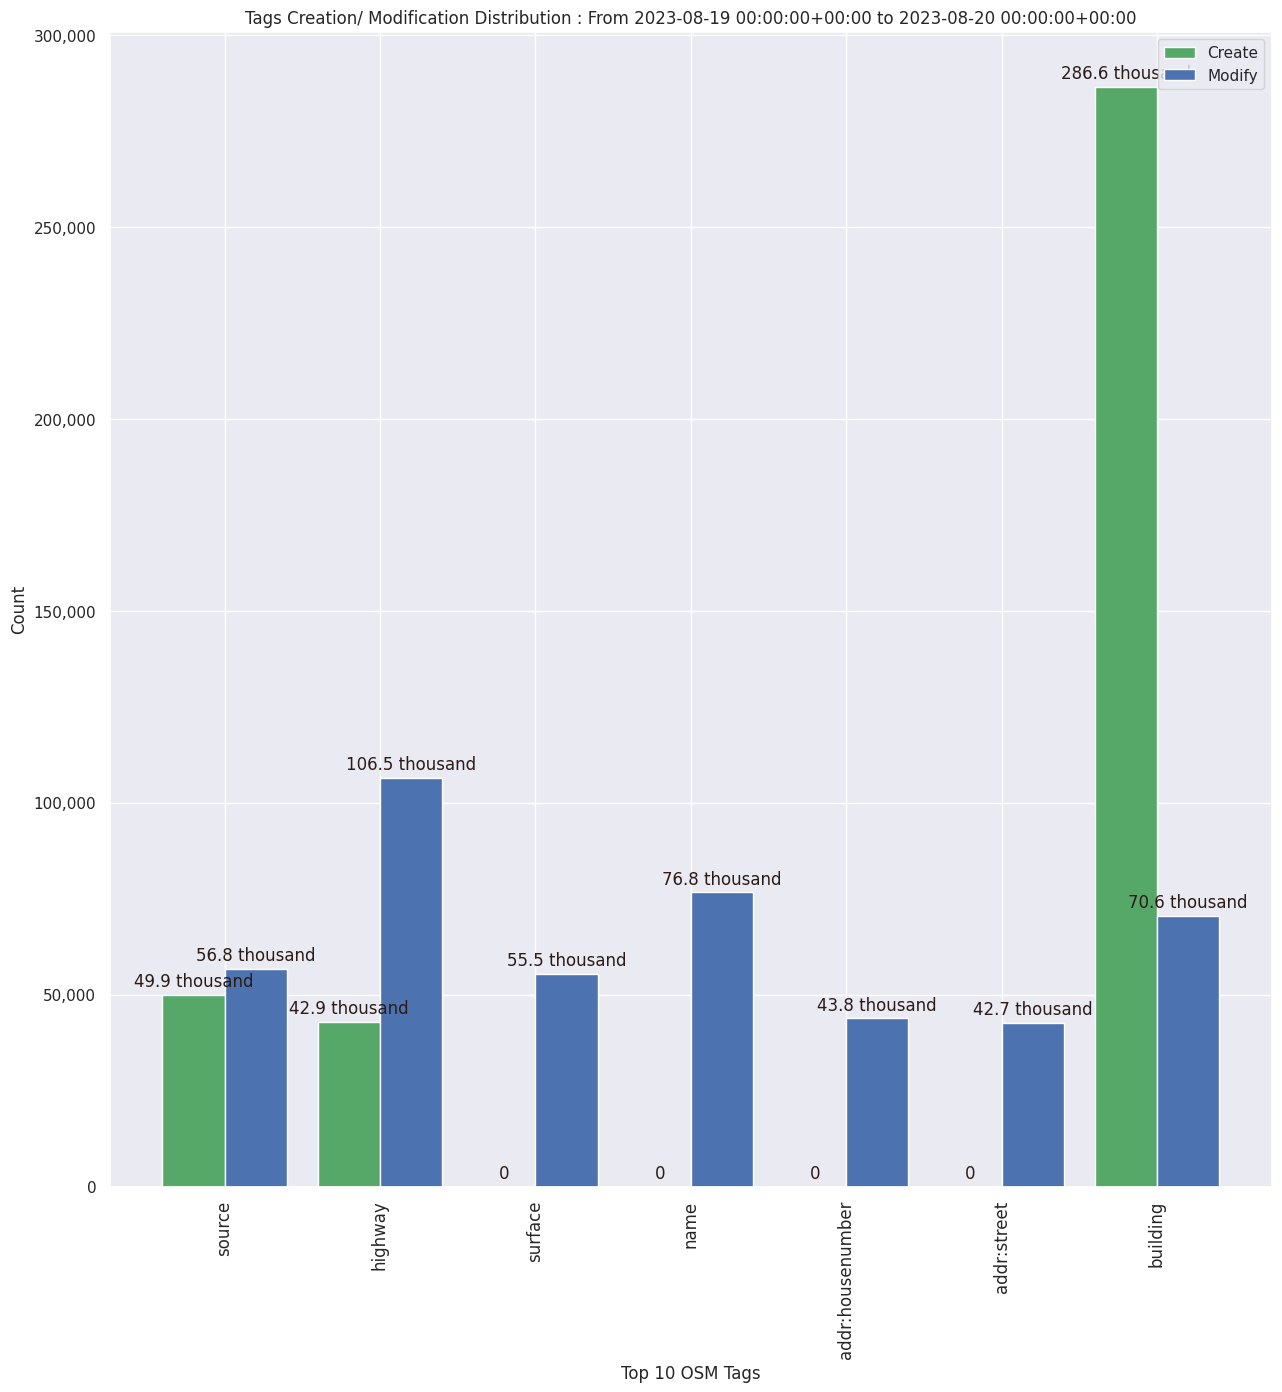 Tags Creation/ Modification Distribution : From 2023-08-19 00:00:00+00:00 to 2023-08-20 00:00:00+00:00
Create
Modify
300,000
250,000
200,000
150,000
100,000
50,000
0
Count
49.9 thousand
56.8 thousand
42.9 thousand
106.5 thousand
0
55.5 thousand
0
76.8 thousand
0
43.8 thousand
0
42.7 thousand
286.6 thousand
70.6 thousand
source
highway
surface
name
addr:housenumber
addr:street
building
Top 10 OSM Tags